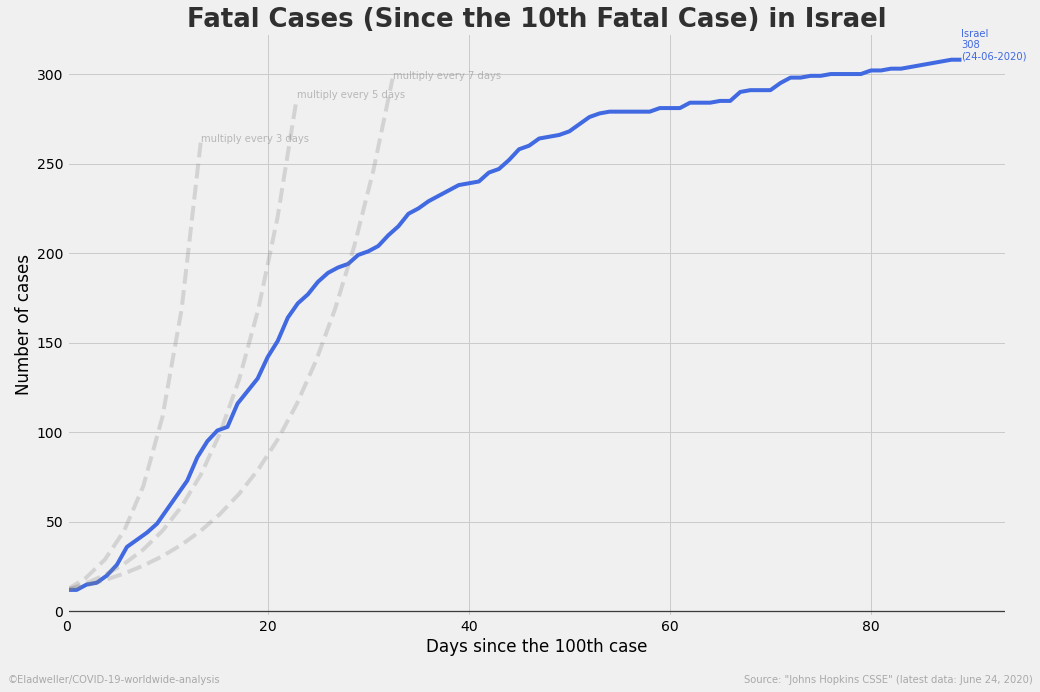 Fatal Cases (Since the 10th Fatal Case) in Israel
Israel
308
(24-06-2020)
multiply every 7 days
multiply every 5 days
multiply every 3 days
300
250
200
150
100
50
0
Number of cases
0 20 40 60 80
Days since the 100th case
©Eladweller/COVID-19-worldwide-analysis
Source: "Johns Hopkins CSSE" (latest data: June 24, 2020)